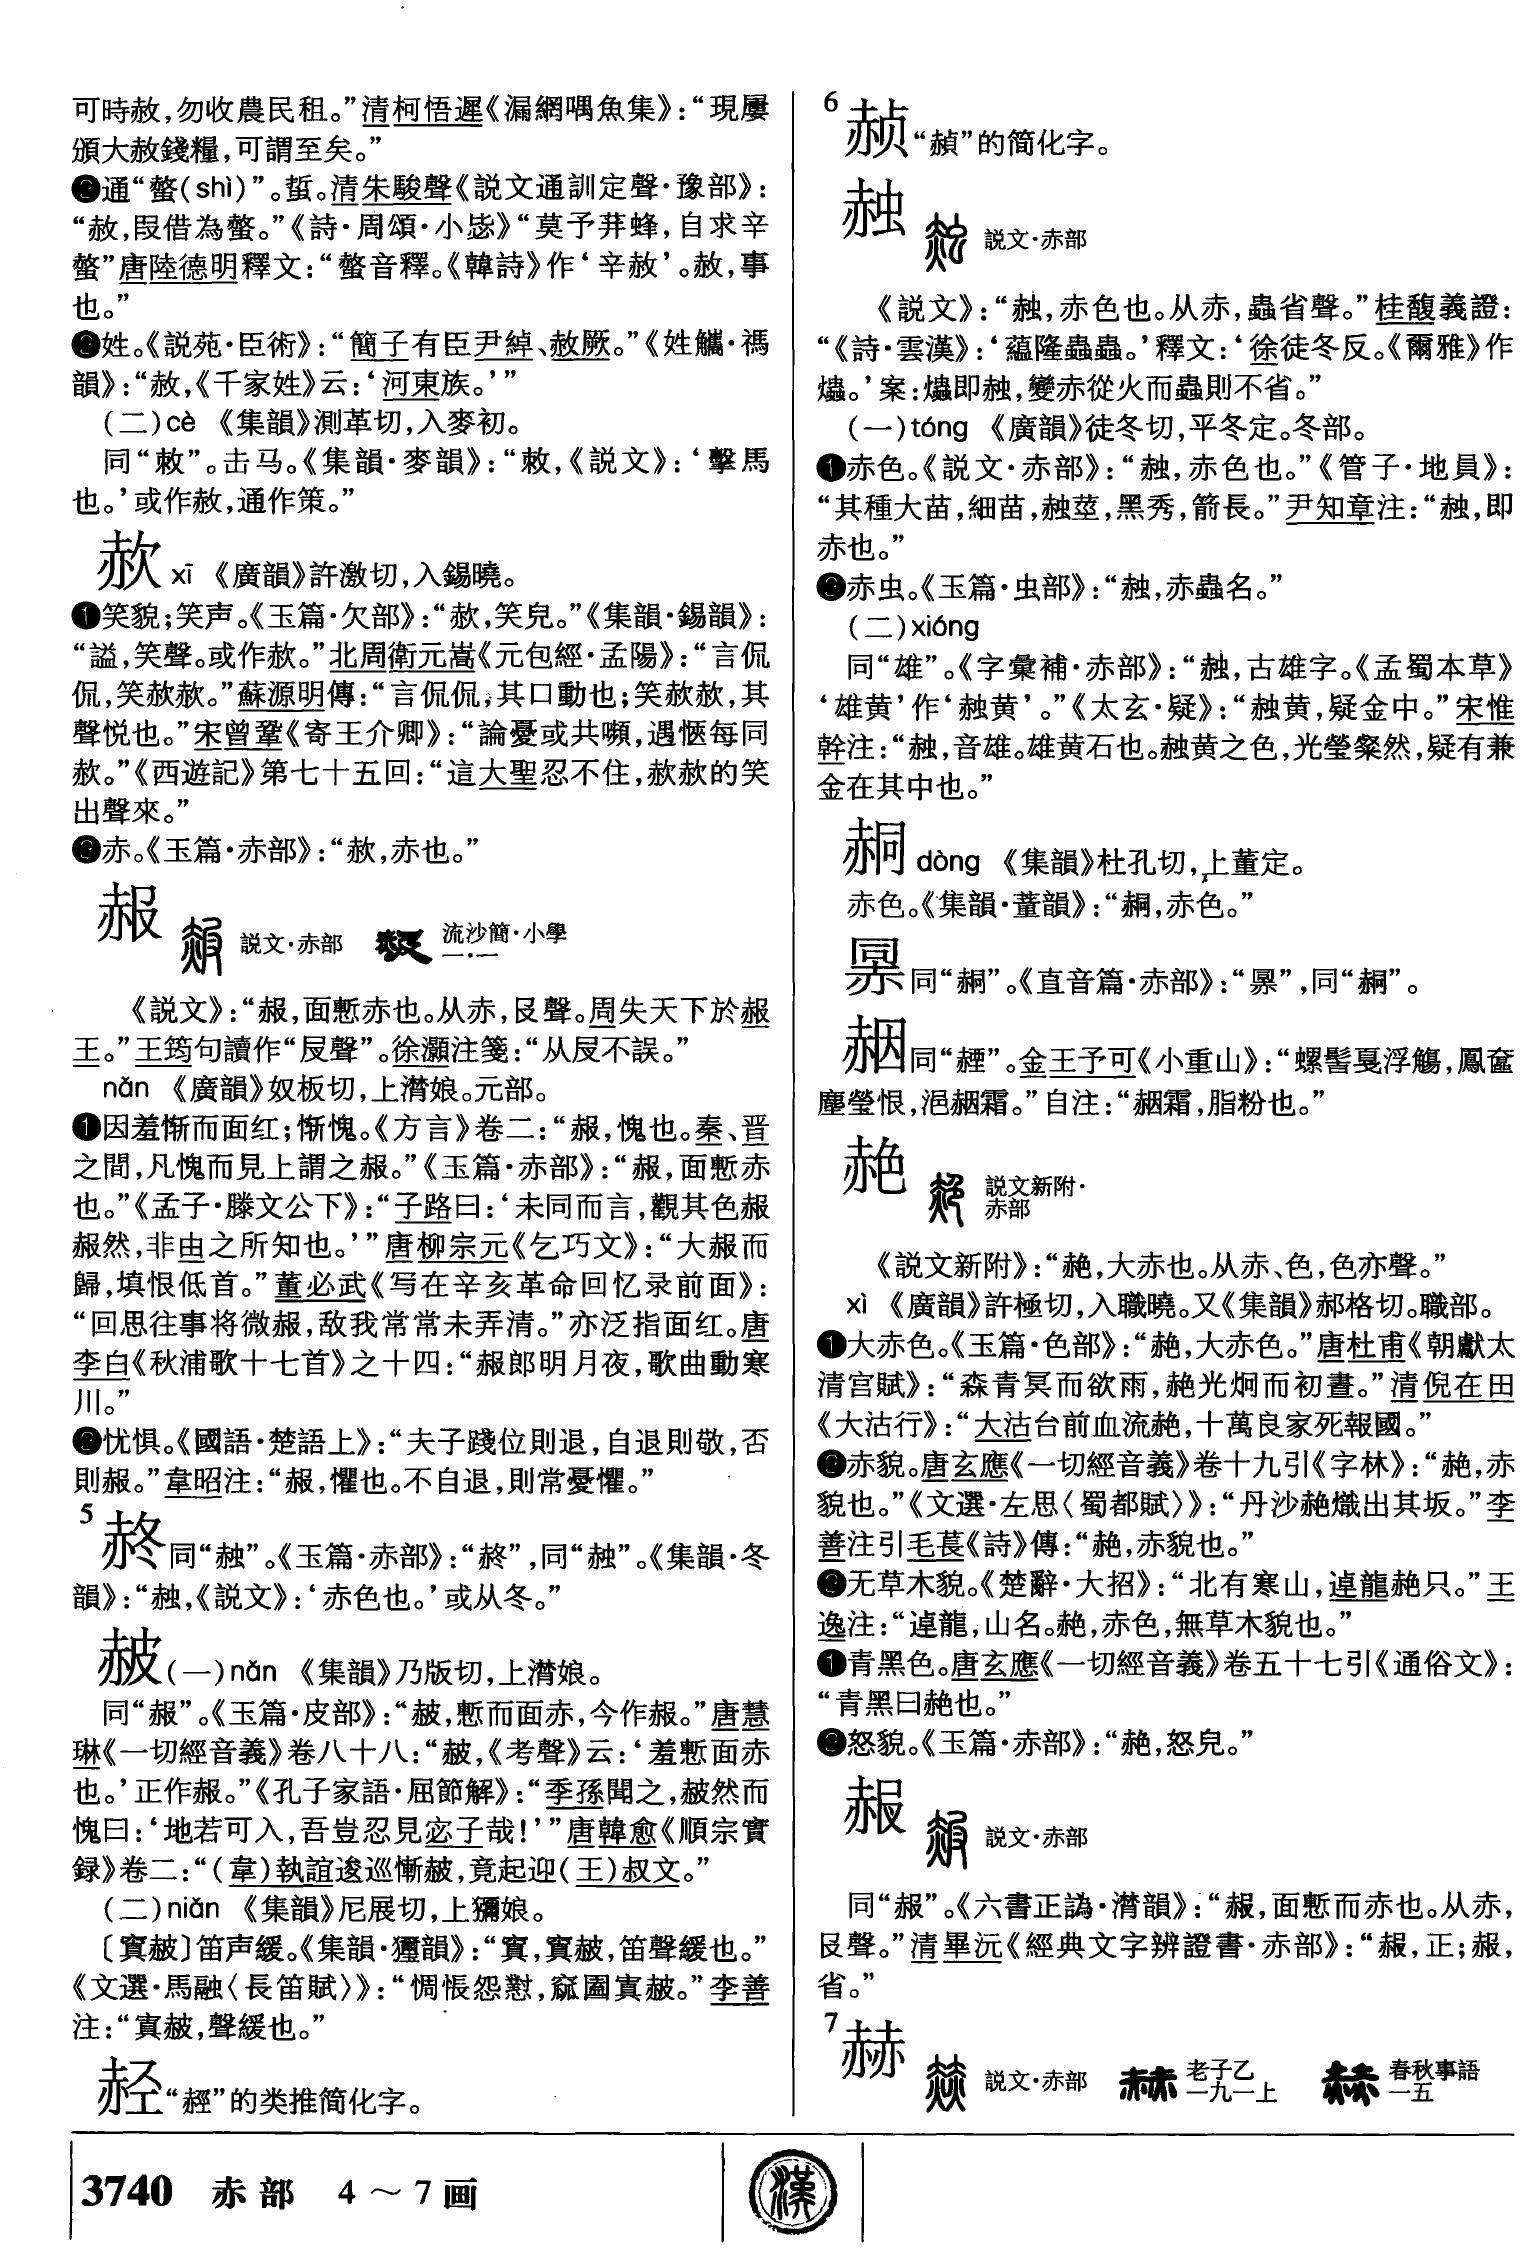 可時赦，勿收農民租。”清柯悟遲《漏網喁魚集》：“現屢
頒大赦錢糧，可謂至矣。”
❷通“螫(shì)”。蜇。清朱駿聲《説文通訓定聲·豫部》：
“赦，叚借為螫。”《詩·周頌·小毖》“莫予荓蜂，自求辛
螫”唐陸德明釋文：“螫音釋。《韓詩》作‘辛赦’。赦，事
也。”
❸姓。《説苑·臣術》：“簡子有臣尹綽、赦厥。”《姓觿·禡
韻》：“赦，《千家姓》云：‘河東族。’”
(二)cè 《集韻》測革切，入麥初。
同“敕”。击马。《集韻·麥韻》：“敕，《説文》：‘擊馬
也。’或作赦，通作策。”
赥 xī 《廣韻》許激切，入錫曉。
❶笑貌；笑声。《玉篇·欠部》：“赥，笑皃。”《集韻·錫韻》：
“謚，笑聲。或作赥。”北周衛元嵩《元包經·孟陽》：“言侃
侃，笑赥赥。”蘇源明傳：“言侃侃，其口動也；笑赥赥，其
聲悦也。”宋曾鞏《寄王介卿》：“論憂或共嚬，遇愜每同
赥。”《西遊記》第七十五回：“這大聖忍不住，赥赥的笑
出聲來。”
❷赤。《玉篇·赤部》：“赥，赤也。”
赧 説文·赤部 流沙簡·小學
一·一
《説文》：“赧，面慙赤也。从赤，𠬝聲。周失天下於赧
王。”王筠句讀作“㞋聲”。徐灝注箋：“从㞋不誤。”
nǎn 《廣韻》奴板切，上潸娘。元部。
❶因羞惭而面红；惭愧。《方言》卷二：“赧，愧也。秦、晋
之間，凡愧而見上謂之赧。”《玉篇·赤部》：“赧，面慙赤
也。”《孟子·滕文公下》：“子路曰：‘未同而言，觀其色赧
赧然，非由之所知也。’”唐柳宗元《乞巧文》：“大赧而
歸，填恨低首。”董必武《写在辛亥革命回忆录前面》：
“回思往事将微赧，敌我常常未弄清。”亦泛指面红。唐
李白《秋浦歌十七首》之十四：“赧郎明月夜，歌曲動寒
川。”
❷忧惧。《國語·楚語上》：“夫子踐位則退，自退則敬，否
則赧。”韋昭注：“赧，懼也。不自退，則常憂懼。”
5 𧹛同“赨”。《玉篇·赤部》：“𧹛”，同“赨”。《集韻·冬
韻》：“赨，《説文》：‘赤色也。’或从冬。”
𧹞(一)nǎn 《集韻》乃版切，上潸娘。
同“赧”。《玉篇·皮部》：“𧹞，慙而面赤，今作赧。”唐慧
琳《一切經音義》卷八十八：“𧹞，《考聲》云：‘羞慙面赤
也。’正作赧。”《孔子家語·屈節解》：“季孫聞之，𧹞然而
愧曰：‘地若可入，吾豈忍見宓子哉！’”唐韓愈《順宗實
録》卷二：“(韋)執誼逡巡慚𧹞，竟起迎(王)叔文。”
(二)niǎn 《集韻》尼展切，上獮娘。
〔𥦗𧹞〕笛声缓。《集韻·獮韻》：“，𧹞，笛聲緩也。”
《文選·馬融〈長笛賦〉》：“惆悵怨懟，窳圔窴𧹞。”李善
注：“窴𧹞，聲緩也。”
赪“𧹺”的类推简化字。
6 赪“赬”的简化字。
赨 説文·赤部
《説文》：“赨，赤色也。从赤，蟲省聲。”桂馥義證：
“《詩·雲漢》：‘蘊隆蟲蟲。’釋文：‘徐徒冬反。《爾雅》作
爞。’案：爞即赨，變赤從火而蟲則不省。”
(一)tóng 《廣韻》徒冬切，平冬定。冬部。
❶赤色。《説文·赤部》：“赨，赤色也。”《管子·地員》：
“其種大苗，細苗，赨莖，黑秀，箭長。”尹知章注：“赨，即
赤也。”
❷赤虫。《玉篇·虫部》：“赨，赤蟲名。”
(二)xióng
同“雄”。《字彙補·赤部》：“赨，古雄字。《孟蜀本草》
‘雄黄’作‘赨黄’。”《太玄·疑》：“赨黄，疑金中。”宋惟
幹注：“赨，音雄。雄黄石也。赨黄之色，光瑩粲然，疑有兼
金在其中也。”
dòng 《集韻》杜孔切，上董定。
赤色。《集韻·董韻》：“，赤色。”
同“”。《直音篇·赤部》：“”，同“”。
同“”。金王予可《小重山》：“螺髻戛浮觴，鳳奩
塵瑩恨，浥霜。”自注：“霜，脂粉也。”
赩 説文新附·
赤部
《説文新附》：“赩，大赤也。从赤、色，色亦聲。”
xì 《廣韻》許極切，入職曉。又《集韻》郝格切。職部。
❶大赤色。《玉篇·色部》：“赩，大赤色。”唐杜甫《朝獻太
清宫賦》：“森青冥而欲雨，赩光炯而初晝。”清倪在田
《大沽行》：“大沽台前血流赩，十萬良家死報國。”
❷赤貌。唐玄應《一切經音義》卷十九引《字林》：“赩，赤
貌也。”《文選·左思〈蜀都賦〉》：“丹沙赩熾出其坂。”李
善注引毛萇《詩》傳：“赩，赤貌也。”
❸无草木貌。《楚辭·大招》：“北有寒山，逴龍赩只。”王
逸注：“逴龍，山名。赩，赤色，無草木貌也。”
❶青黑色。唐玄應《一切經音義》卷五十七引《通俗文》：
“青黑曰赩也。”
❷怒貌。《玉篇·赤部》：“赩，怒皃。”
説文·赤部
同“赧”。《六書正譌·潸韻》：“，面慙而赤也。从赤，
𠬝聲。”清畢沅《經典文字辨證書·赤部》：“，正；赧，
省。”
7 赫 説文·赤部 老子乙
一九一上 春秋事語
一五
3740 赤部 4～7画
漢